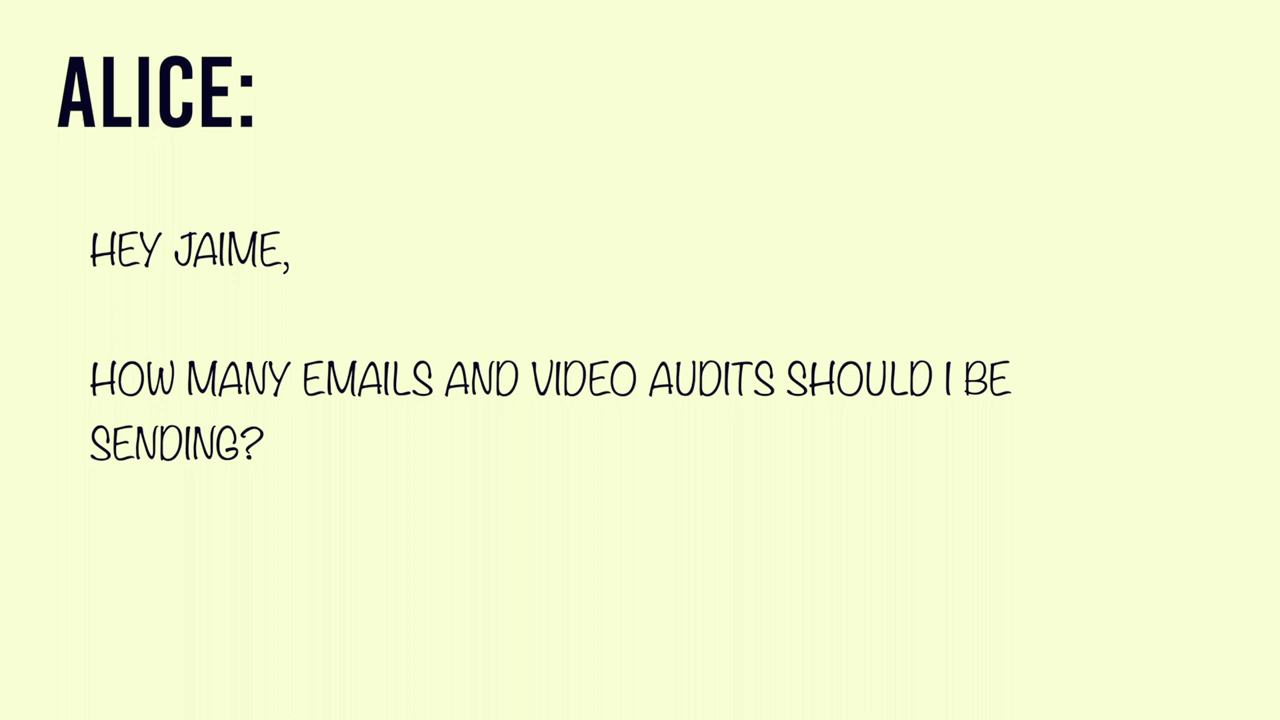 ALICE:
HEY JAIME,
HOW MANY EMAILS AND VIDEO AUDITS SHOULD I BE
SENDING?